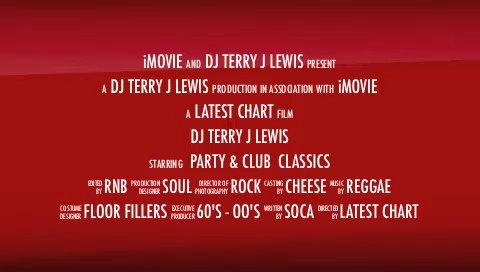 iMOVIE AND DJ TERRY J LEWIS PRESENT
A DJ TERRY J LEWIS PRODUCTION IN ASSOCIATION WITH iMOVIE
A LATEST CHART FILM
DJ TERRY J LEWIS
STARRING PARTY & CLUB CLASSICS
EDITED BY RNB PRODUCTION DESIGNER SOUL DIRECTOR OF PHOTOGRAPHY ROCK CASTING BY CHEESE MUSIC BY REGGAE
COSTUME DESIGNER FLOOR FILLERS EXECUTIVE PRODUCER 60'S - OO'S WRITTEN BY SOCA DIRECTED BY LATEST CHART